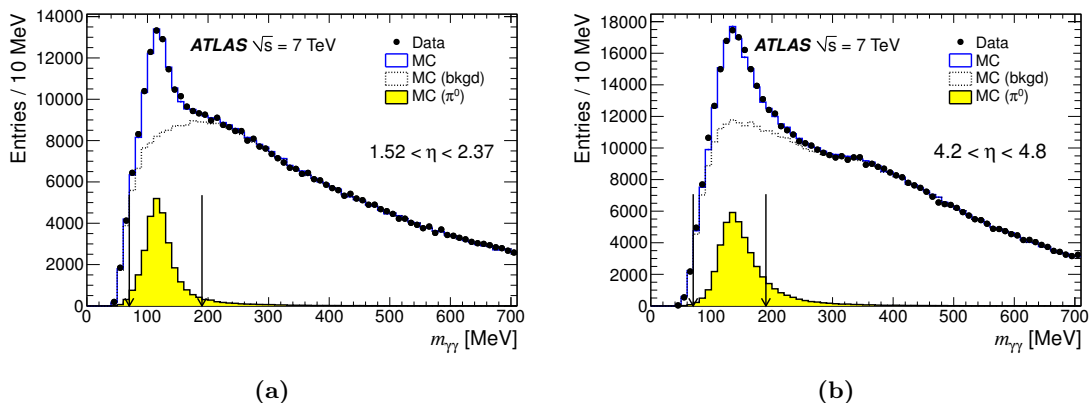 Entries / 10 MeV
14000
12000
10000
8000
6000
4000
2000
0
ATLAS √s = 7 TeV
Data
MC
MC (bkgd)
MC (π⁰)
1.52 < η < 2.37
0 100 200 300 400 500 600 700
mγγ [MeV]
(a)
Entries / 10 MeV
18000
16000
14000
12000
10000
8000
6000
4000
2000
0
ATLAS √s = 7 TeV
Data
MC
MC (bkgd)
MC (π⁰)
4.2 < η < 4.8
0 100 200 300 400 500 600 700
mγγ [MeV]
(b)